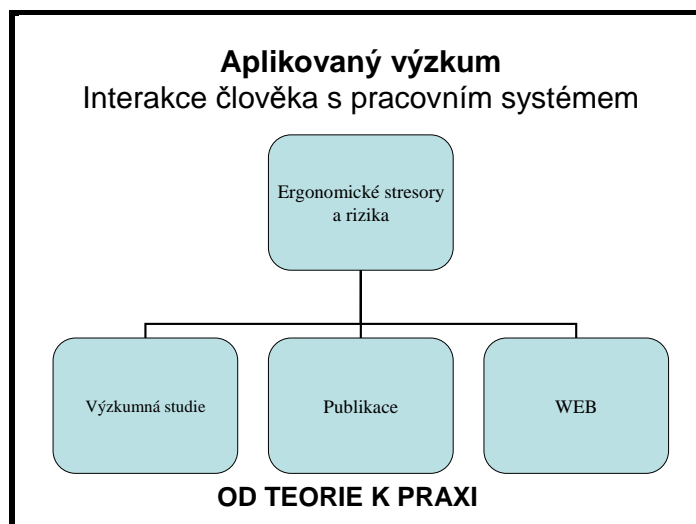 Aplikovaný výzkum
Interakce člověka s pracovním systémem
Ergonomické stresory
a rizika
Výzkumná studie
Publikace
WEB
OD TEORIE K PRAXI